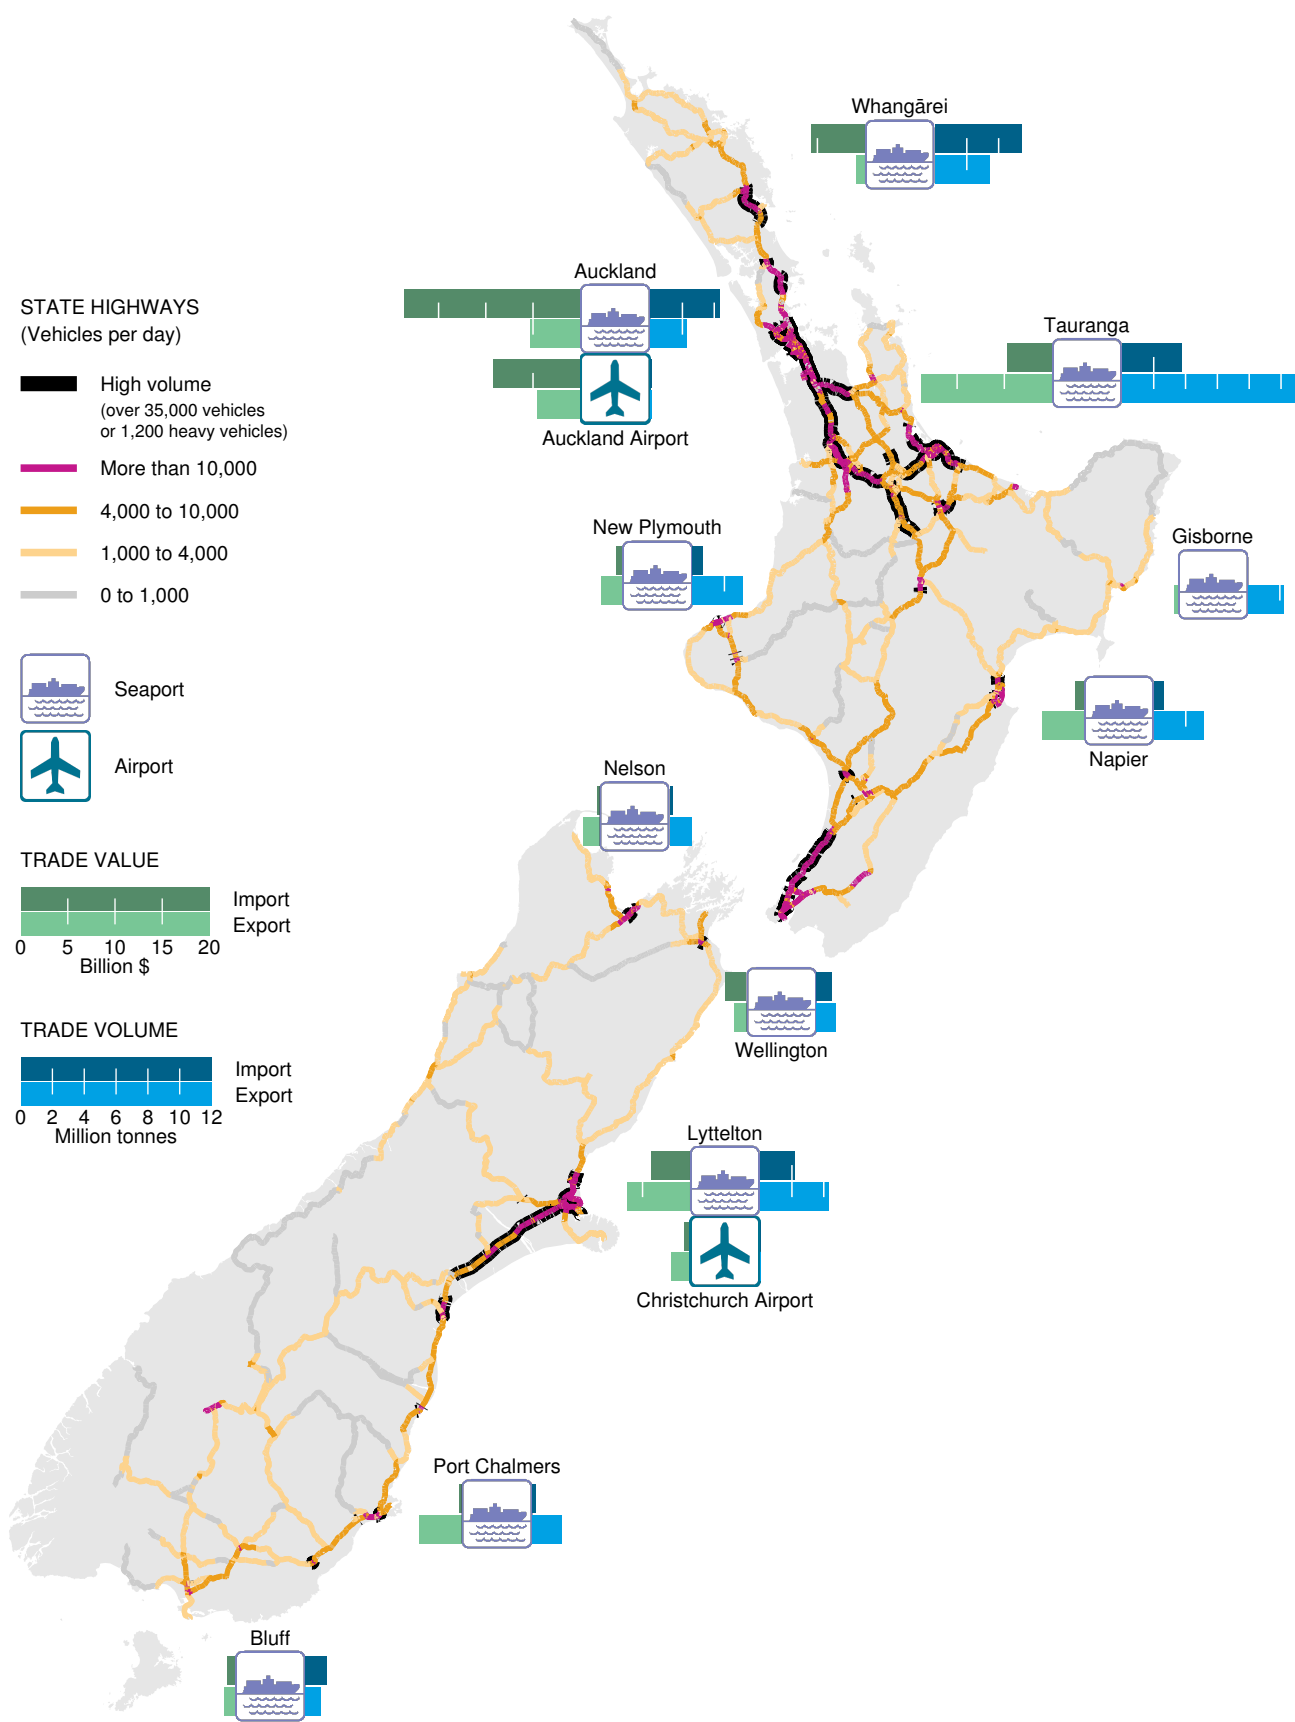 Whangārei
Auckland
STATE HIGHWAYS
(Vehicles per day)
Tauranga
High volume
(over 35,000 vehicles
or 1,200 heavy vehicles)
Auckland Airport
More than 10,000
4,000 to 10,000
New Plymouth
Gisborne
1,000 to 4,000
0 to 1,000
Seaport
Napier
Airport
Nelson
TRADE VALUE
Import
Export
0 5 10 15 20
Billion $
TRADE VOLUME
Wellington
Import
Export
0 2 4 6 8 10 12
Million tonnes
Lyttelton
Christchurch Airport
Port Chalmers
Bluff